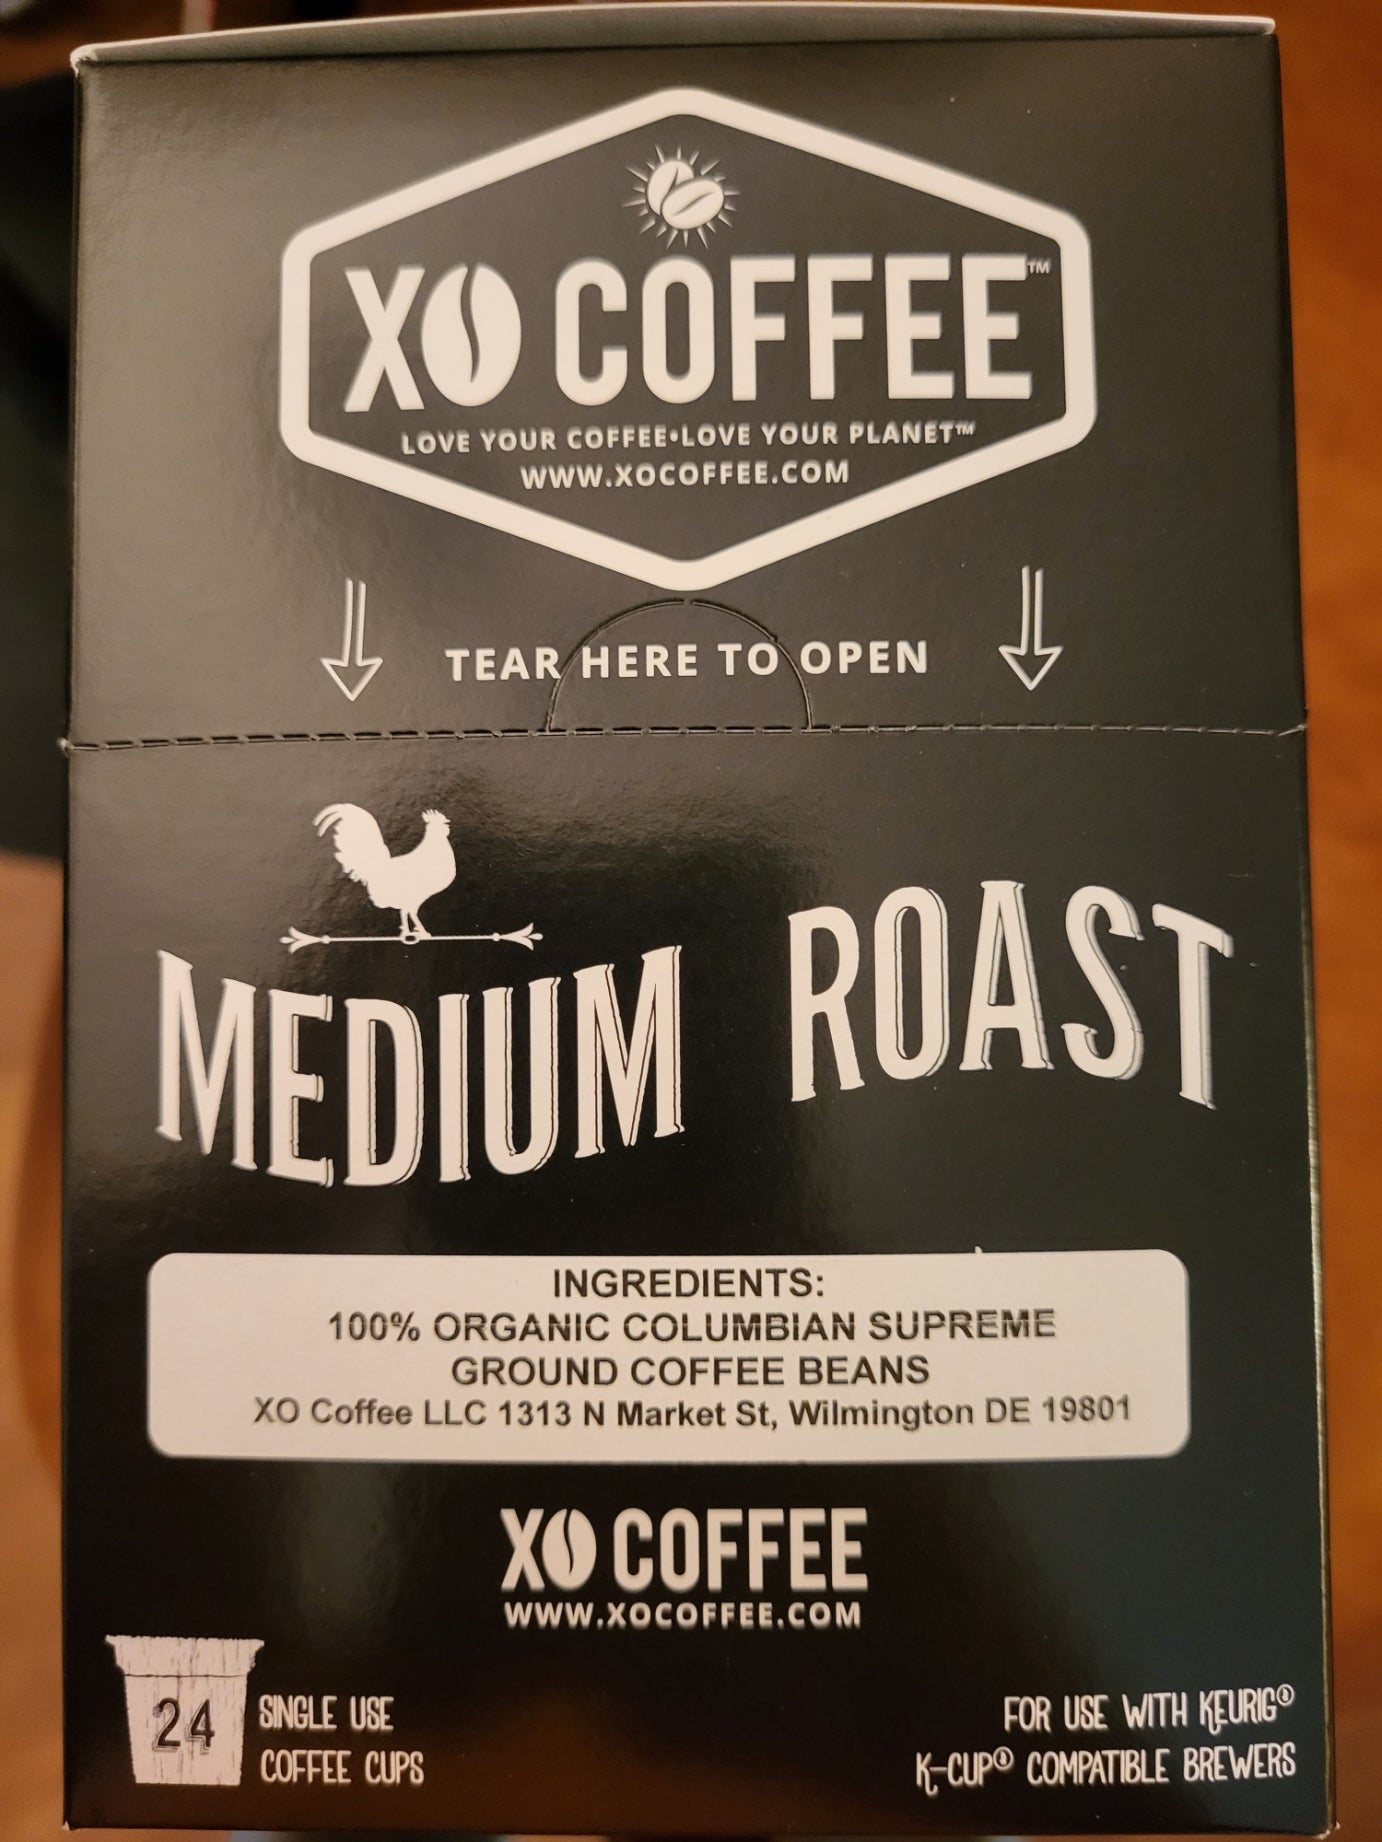 XO COFFEE™
LOVE YOUR COFFEE•LOVE YOUR PLANET™
WWW.XOCOFFEE.COM
TEAR HERE TO OPEN
MEDIUM ROAST
INGREDIENTS:
100% ORGANIC COLUMBIAN SUPREME
GROUND COFFEE BEANS
XO Coffee LLC 1313 N Market St, Wilmington DE 19801
XO COFFEE
WWW.XOCOFFEE.COM
24
SINGLE USE
COFFEE CUPS
FOR USE WITH KEURIG®
K-CUP® COMPATIBLE BREWERS